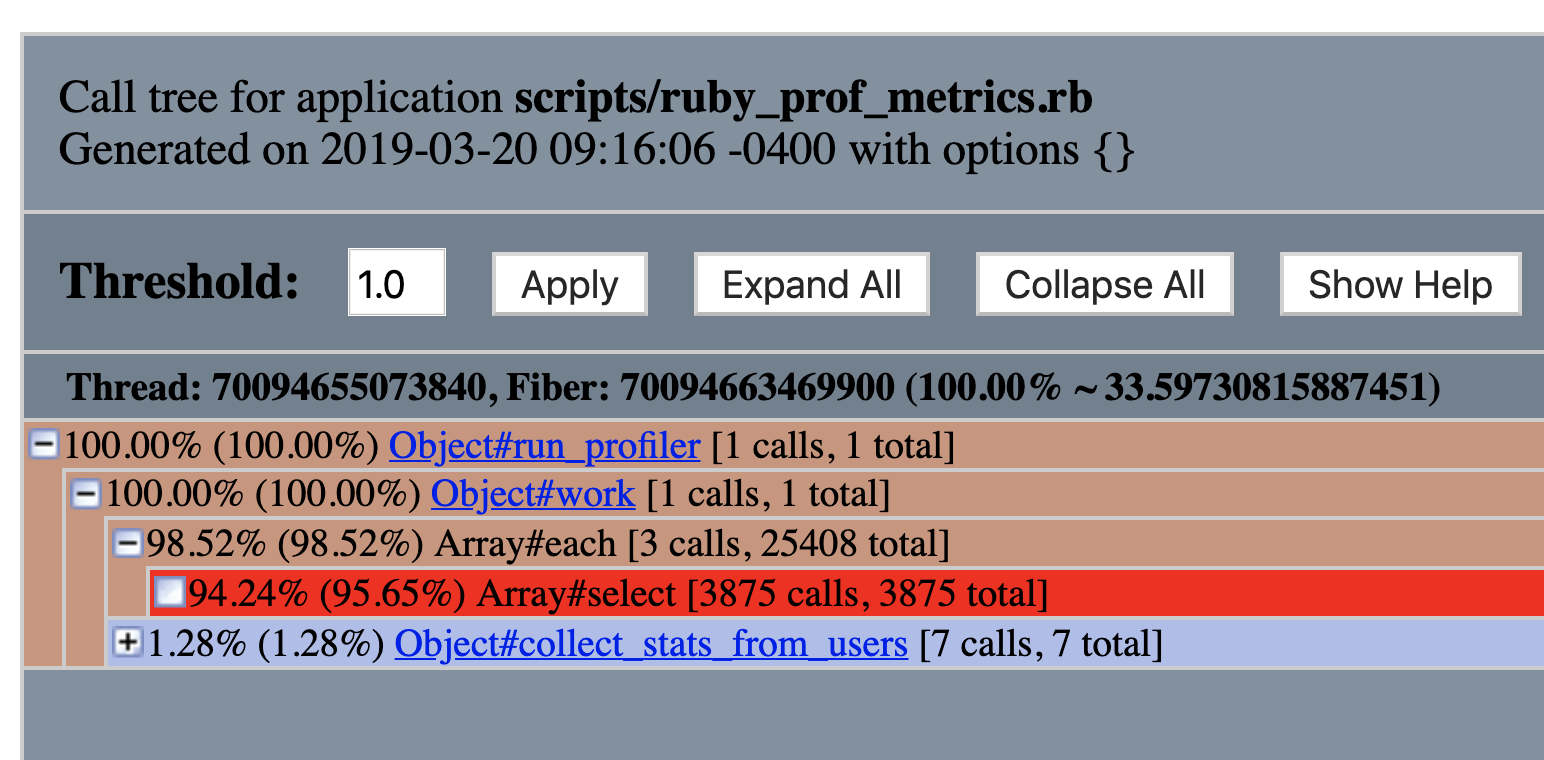 Call tree for application scripts/ruby_prof_metrics.rb
Generated on 2019-03-20 09:16:06 -0400 with options {}
Threshold: 1.0 Apply Expand All Collapse All Show Help
Thread: 70094655073840, Fiber: 70094663469900 (100.00% ~ 33.59730815887451)
100.00% (100.00%) Object#run_profiler [1 calls, 1 total]
100.00% (100.00%) Object#work [1 calls, 1 total]
98.52% (98.52%) Array#each [3 calls, 25408 total]
94.24% (95.65%) Array#select [3875 calls, 3875 total]
1.28% (1.28%) Object#collect_stats_from_users [7 calls, 7 total]